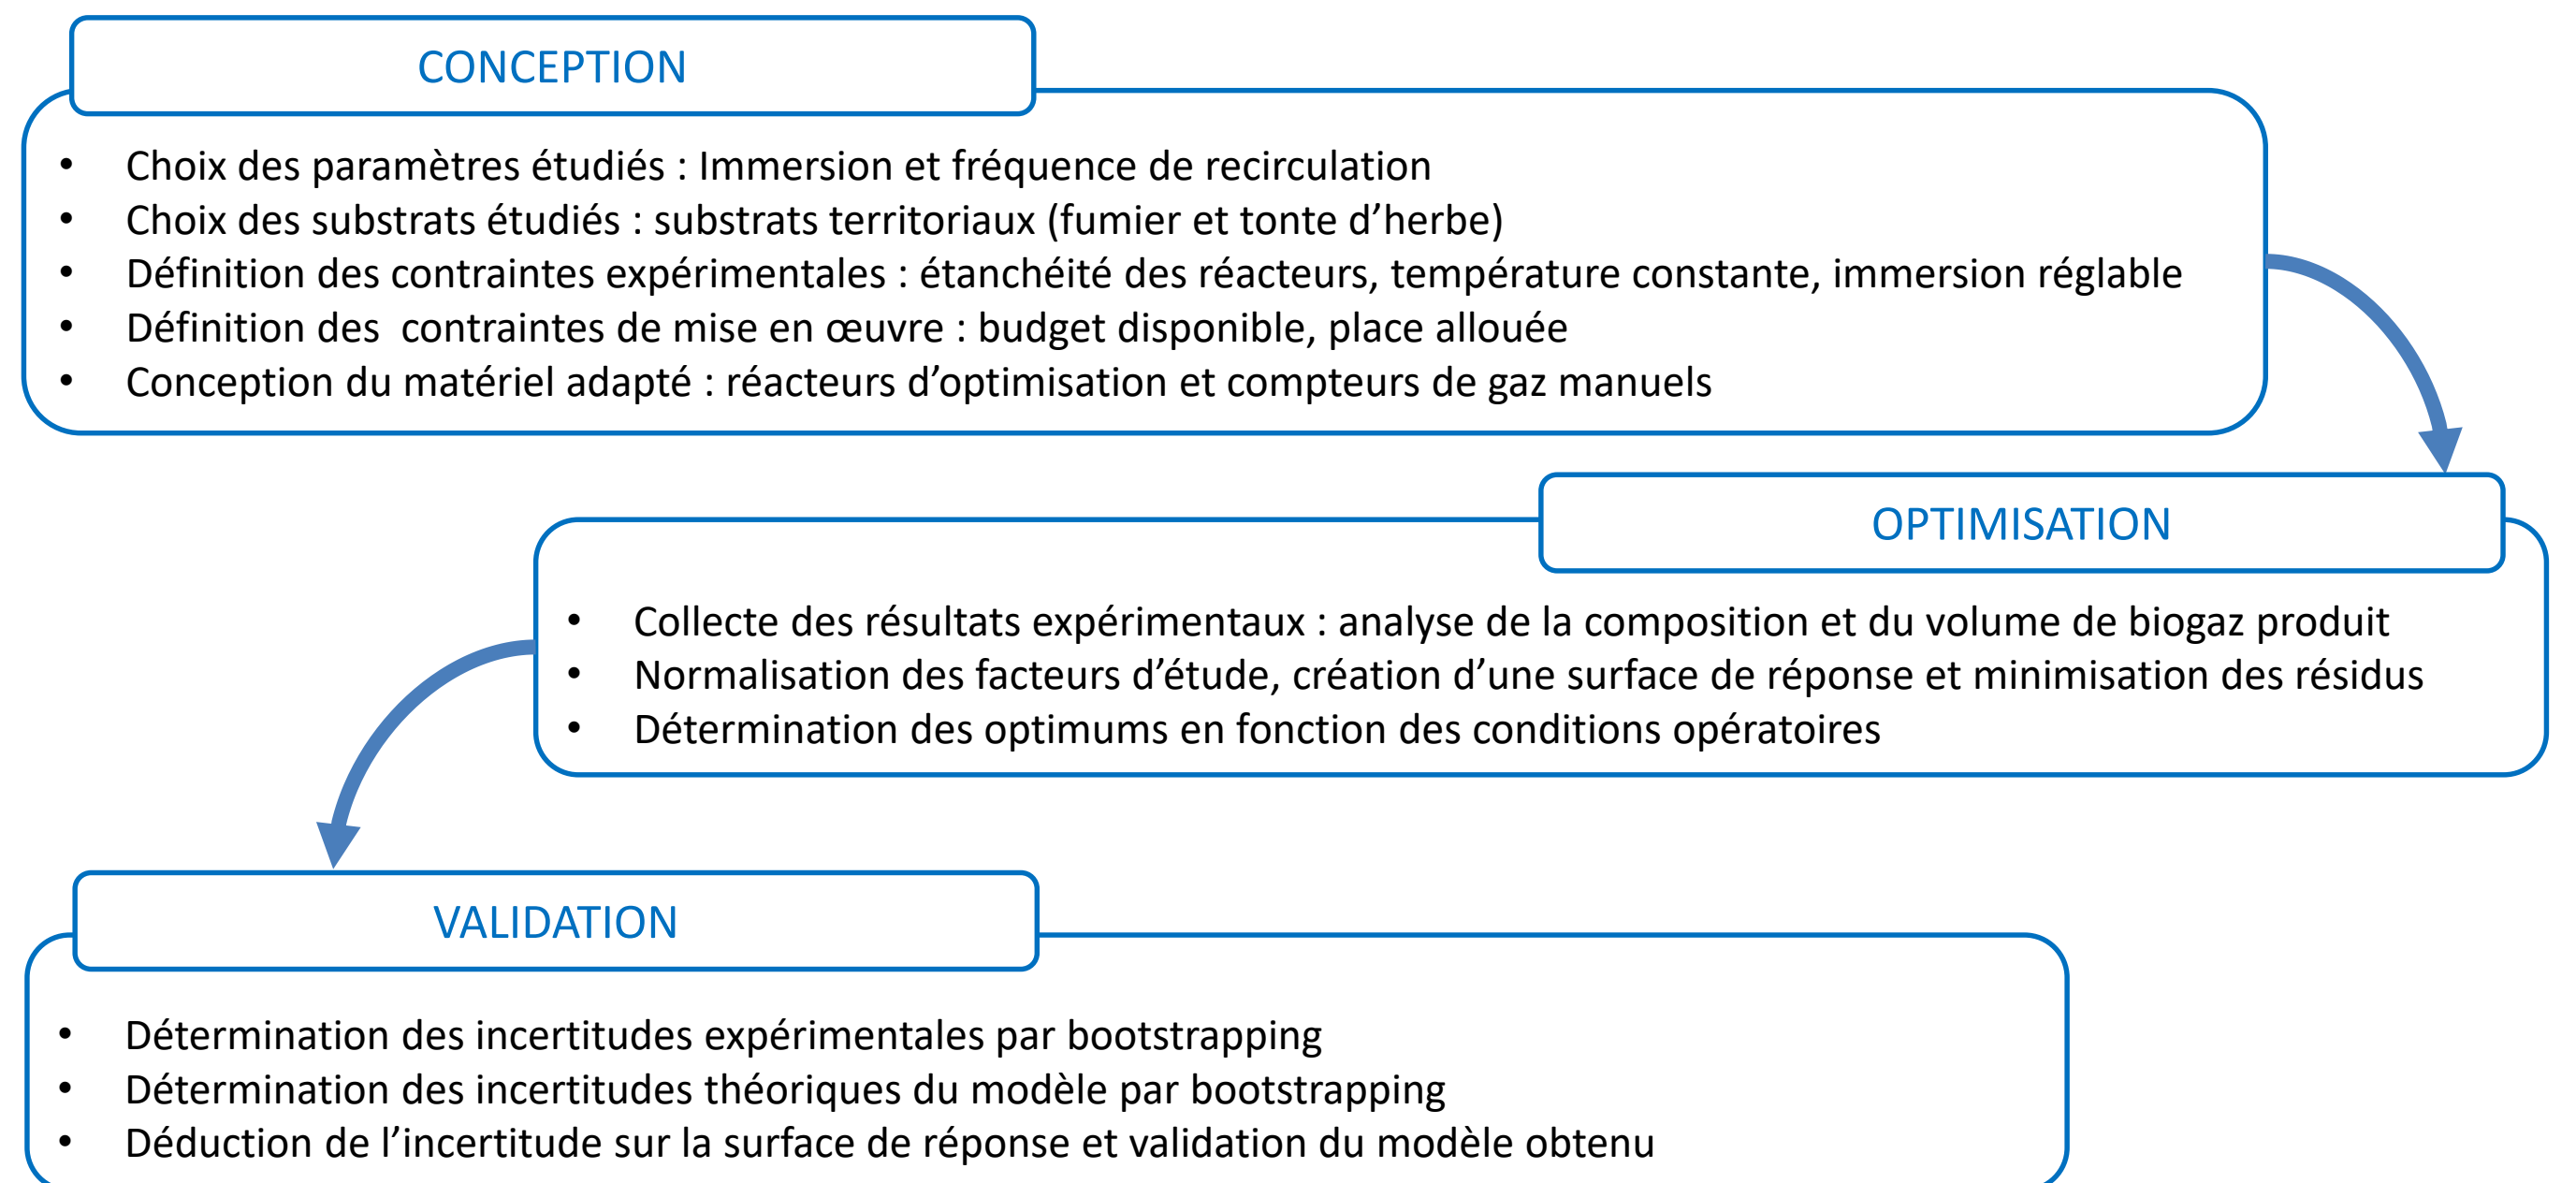 CONCEPTION
• Choix des paramètres étudiés : Immersion et fréquence de recirculation
• Choix des substrats étudiés : substrats territoriaux (fumier et tonte d’herbe)
• Définition des contraintes expérimentales : étanchéité des réacteurs, température constante, immersion réglable
• Définition des  contraintes de mise en œuvre : budget disponible, place allouée
• Conception du matériel adapté : réacteurs d’optimisation et compteurs de gaz manuels
OPTIMISATION
• Collecte des résultats expérimentaux : analyse de la composition et du volume de biogaz produit
• Normalisation des facteurs d’étude, création d’une surface de réponse et minimisation des résidus
• Détermination des optimums en fonction des conditions opératoires
VALIDATION
• Détermination des incertitudes expérimentales par bootstrapping
• Détermination des incertitudes théoriques du modèle par bootstrapping
• Déduction de l’incertitude sur la surface de réponse et validation du modèle obtenu